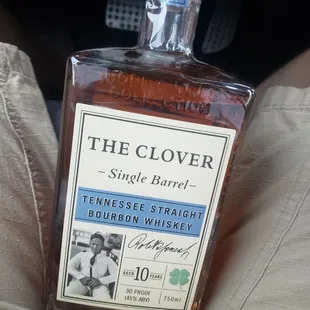 THE CLOVER
– Single Barrel –
TENNESSEE STRAIGHT
BOURBON WHISKEY
AGED 10 YEARS
90 PROOF
(45% ABV)
750ml